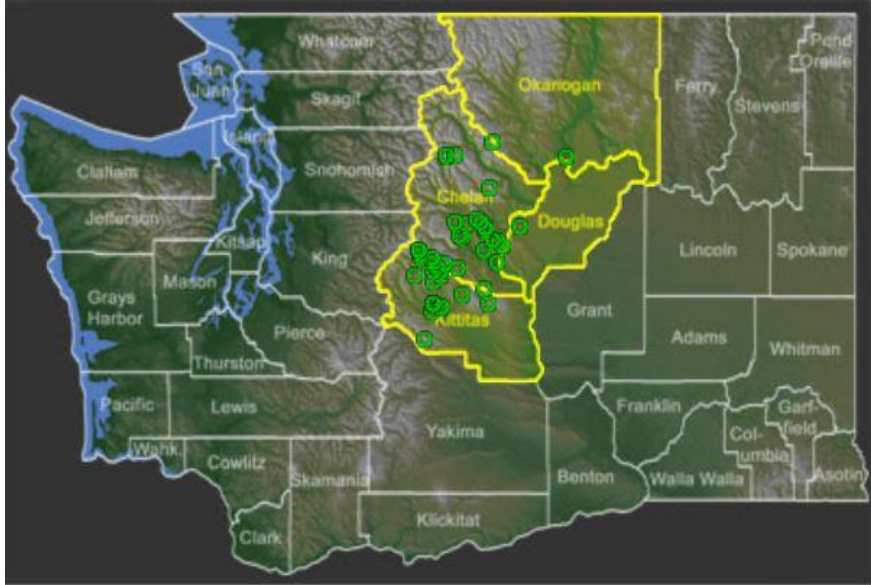 Whatcom
Pend
Oreille
San
Juan
Okanogan
Ferry
Stevens
Skagit
Island
Snohomish
Clallam
Chelan
Jefferson
Douglas
Kitsap
King
Lincoln
Spokane
Mason
Grays
Harbor
Grant
Kittitas
Pierce
Adams
Whitman
Thurston
Pacific
Lewis
Franklin
Garf-
field
Yakima
Col-
umbia
Wahk.
Cowlitz
Skamania
Benton
Walla Walla
Asotin
Klickitat
Clark